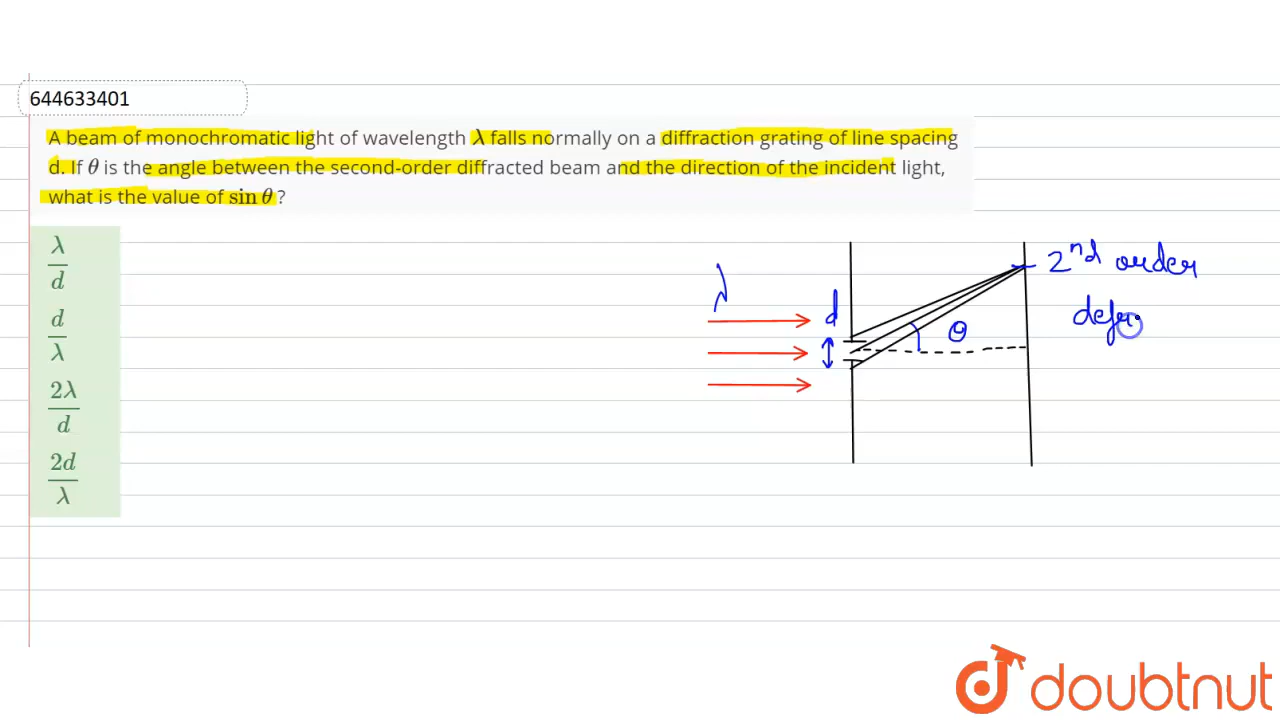 644633401
A beam of monochromatic light of wavelength λ falls normally on a diffraction grating of line spacing
d. If θ is the angle between the second-order diffracted beam and the direction of the incident light,
what is the value of sin θ ?
λ/d
d/λ
2λ/d
2d/λ
λ
d
θ
2nd order
defr
doubtnut